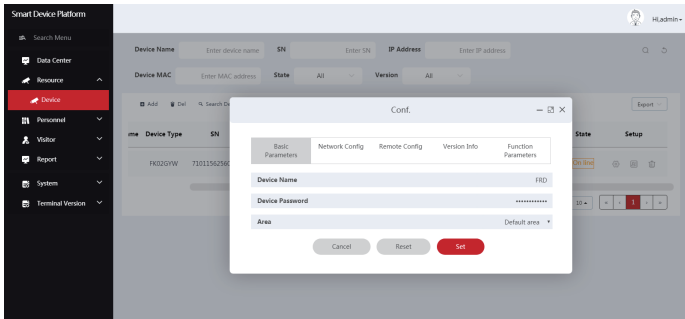 Smart Device Platform
Hi,admin
Search Menu
Data Center
Resource
Device
Personnel
Visitor
Report
System
Terminal Version
Device Name
Enter device name
SN
Enter SN
IP Address
Enter IP address
Device MAC
Enter MAC address
State
All
Version
All
Add
Del
Search De
Export
me
Device Type
SN
State
Setup
FK02GYW
71011562560
On line
10
«
‹
1
›
»
Conf.
Basic
Parameters
Network Config
Remote Config
Version Info
Function
Parameters
Device Name
FRD
Device Password
••••••••••••
Area
Default area
Cancel
Reset
Set